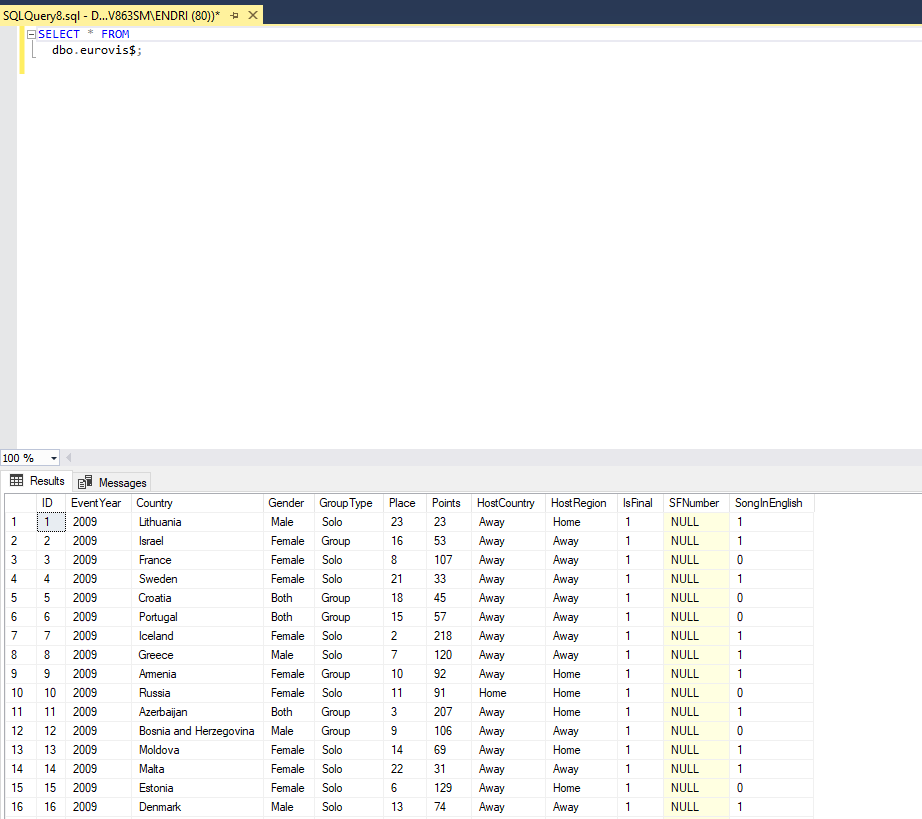 SQLQuery8.sql - D...V863SM\ENDRI (80))*
SELECT * FROM
dbo.eurovis$;
100 %
Results Messages
ID EventYear Country Gender GroupType Place Points HostCountry HostRegion IsFinal SFNumber SongInEnglish
1 1 2009 Lithuania Male Solo 23 23 Away Home 1 NULL 1
2 2 2009 Israel Female Group 16 53 Away Away 1 NULL 1
3 3 2009 France Female Solo 8 107 Away Away 1 NULL 0
4 4 2009 Sweden Female Solo 21 33 Away Away 1 NULL 1
5 5 2009 Croatia Both Group 18 45 Away Away 1 NULL 0
6 6 2009 Portugal Both Group 15 57 Away Away 1 NULL 0
7 7 2009 Iceland Female Solo 2 218 Away Away 1 NULL 1
8 8 2009 Greece Male Solo 7 120 Away Away 1 NULL 1
9 9 2009 Armenia Female Group 10 92 Away Home 1 NULL 1
10 10 2009 Russia Female Solo 11 91 Home Home 1 NULL 0
11 11 2009 Azerbaijan Both Group 3 207 Away Home 1 NULL 1
12 12 2009 Bosnia and Herzegovina Male Group 9 106 Away Away 1 NULL 0
13 13 2009 Moldova Female Solo 14 69 Away Home 1 NULL 1
14 14 2009 Malta Female Solo 22 31 Away Away 1 NULL 1
15 15 2009 Estonia Female Solo 6 129 Away Home 1 NULL 0
16 16 2009 Denmark Male Solo 13 74 Away Away 1 NULL 1